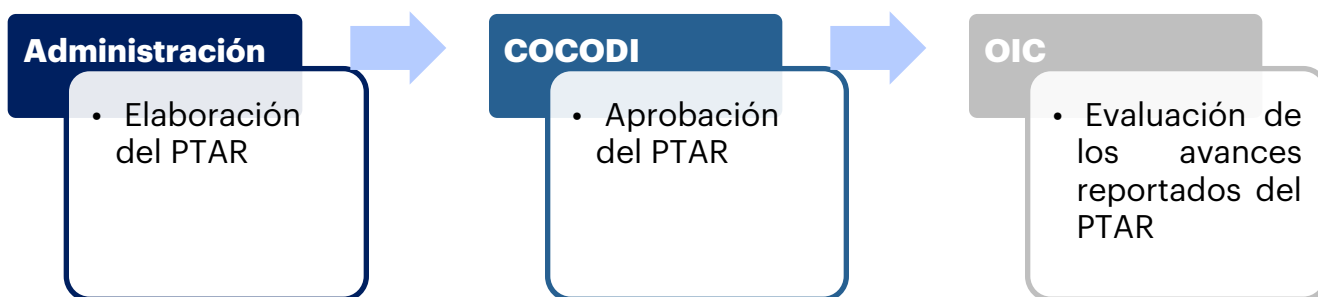 Administración
• Elaboración
del PTAR
COCODI
• Aprobación
del PTAR
OIC
• Evaluación de
los avances
reportados del
PTAR